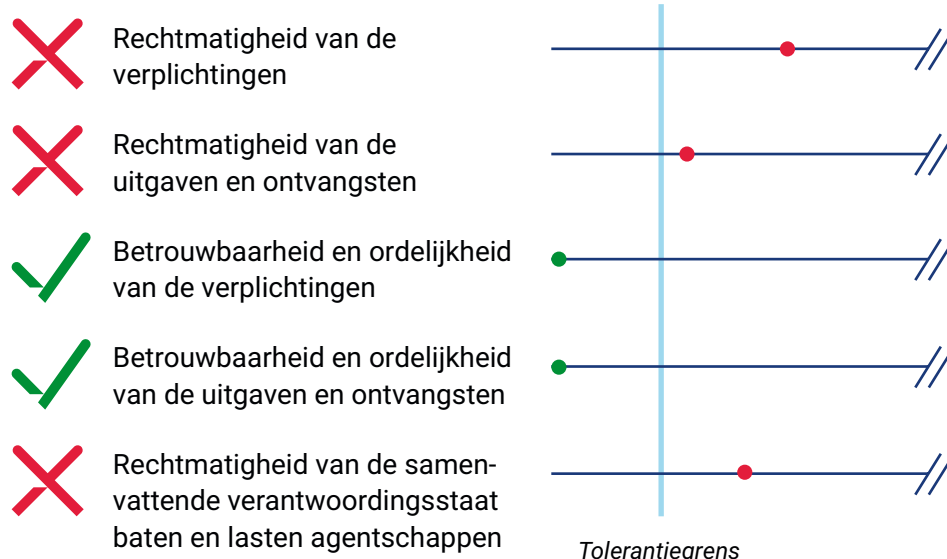 Rechtmatigheid van de
verplichtingen
Rechtmatigheid van de
uitgaven en ontvangsten
Betrouwbaarheid en ordelijkheid
van de verplichtingen
Betrouwbaarheid en ordelijkheid
van de uitgaven en ontvangsten
Rechtmatigheid van de samen-
vattende verantwoordingsstaat
baten en lasten agentschappen
Tolerantiegrens